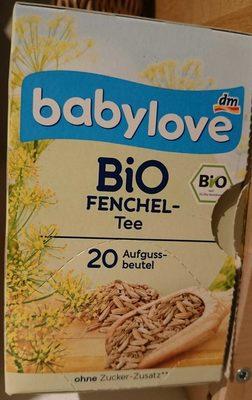 dm
babylove
BiO
FENCHEL-
Tee
BiO
20 Aufguss-
beutel
ohne Zucker-Zusatz**